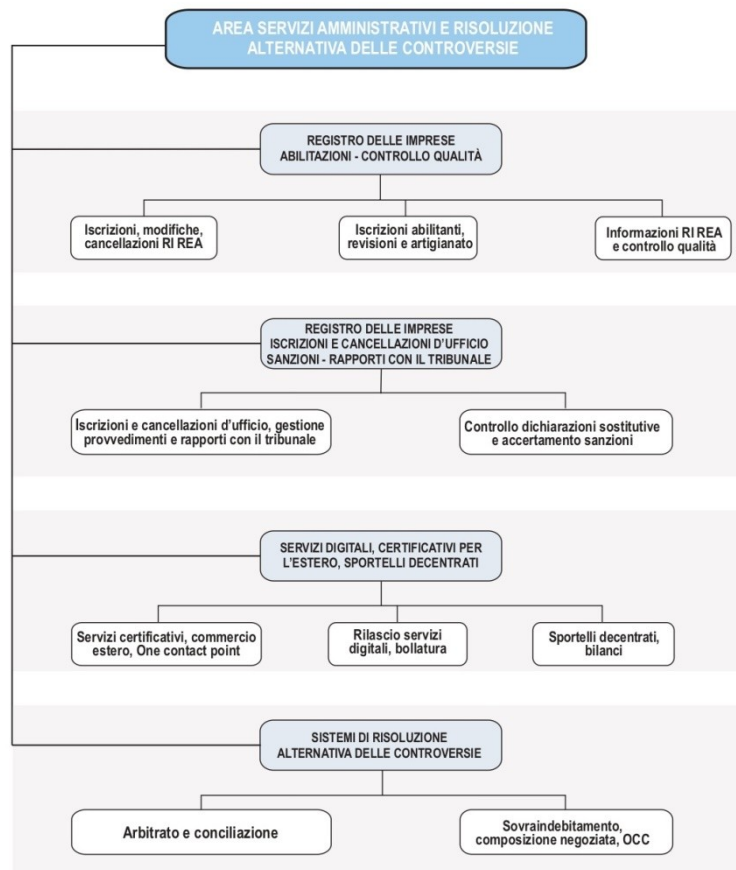 AREA SERVIZI AMMINISTRATIVI E RISOLUZIONE
ALTERNATIVA DELLE CONTROVERSIE
REGISTRO DELLE IMPRESE
ABILITAZIONI - CONTROLLO QUALITÀ
Iscrizioni, modifiche,
cancellazioni RI REA
Iscrizioni abilitanti,
revisioni e artigianato
Informazioni RI REA
e controllo qualità
REGISTRO DELLE IMPRESE
ISCRIZIONI E CANCELLAZIONI D'UFFICIO
SANZIONI - RAPPORTI CON IL TRIBUNALE
Iscrizioni e cancellazioni d'ufficio, gestione
provvedimenti e rapporti con il tribunale
Controllo dichiarazioni sostitutive
e accertamento sanzioni
SERVIZI DIGITALI, CERTIFICATIVI PER
L'ESTERO, SPORTELLI DECENTRATI
Servizi certificativi, commercio
estero, One contact point
Rilascio servizi
digitali, bollatura
Sportelli decentrati,
bilanci
SISTEMI DI RISOLUZIONE
ALTERNATIVA DELLE CONTROVERSIE
Arbitrato e conciliazione
Sovraindebitamento,
composizione negoziata, OCC